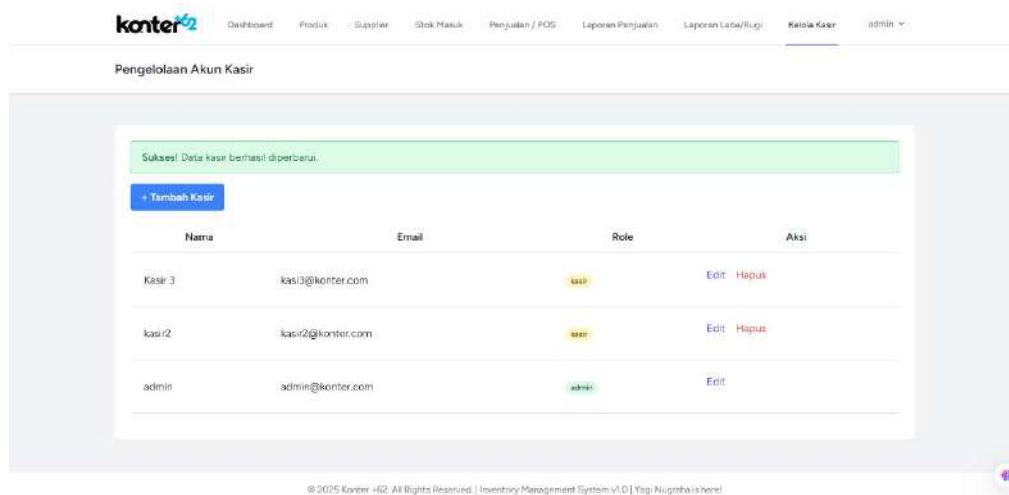 konter+62 Dashboard Produk Supplier Stok Masuk Penjualan / POS Laporan Penjualan Laporan Laba/Rugi Kelola Kasir admin
Pengelolaan Akun Kasir
Sukses! Data kasir berhasil diperbarui.
+ Tambah Kasir
Nama Email Role Aksi
Kasir 3 kasi3@konter.com kasir Edit Hapus
kasir2 kasir2@konter.com kasir Edit Hapus
admin admin@konter.com admin Edit
© 2025 Konter +62. All Rights Reserved. | Inventory Management System v1.0 | Yogi Nugroho is here!